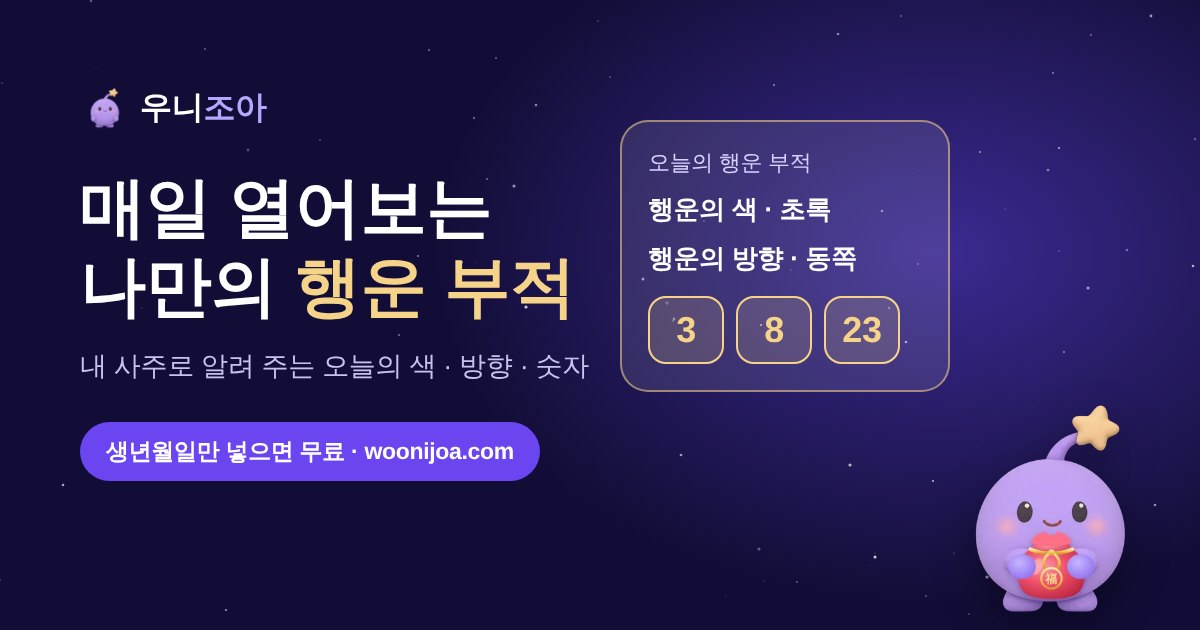 우니조아
매일 열어보는
나만의 행운 부적
내 사주로 알려 주는 오늘의 색 · 방향 · 숫자
생년월일만 넣으면 무료 · woonijoa.com
오늘의 행운 부적
행운의 색 · 초록
행운의 방향 · 동쪽
3 8 23
福